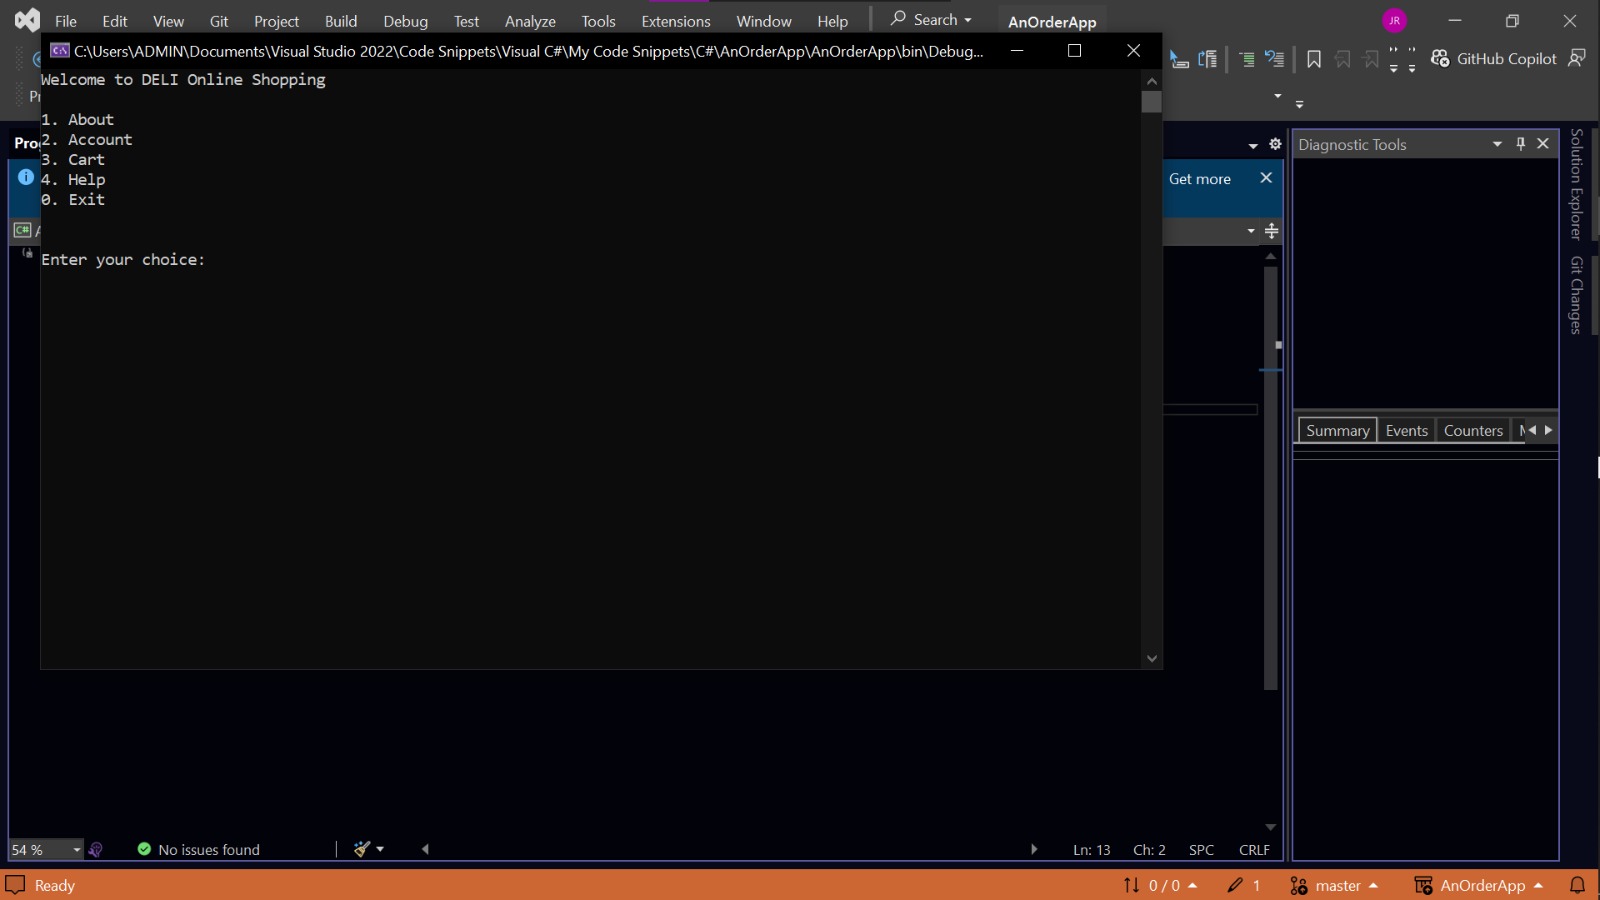 File Edit View Git Project Build Debug Test Analyze Tools Extensions Window Help Search AnOrderApp JR
C:\Users\ADMIN\Documents\Visual Studio 2022\Code Snippets\Visual C#\My Code Snippets\C#\AnOrderApp\AnOrderApp\bin\Debug...
GitHub Copilot
Welcome to DELI Online Shopping
1. About
2. Account
3. Cart
4. Help
0. Exit
Enter your choice:
Get more
Diagnostic Tools
Summary Events Counters
Solution Explorer
Git Changes
54 % No issues found Ln: 13 Ch: 2 SPC CRLF
Ready 0 / 0 1 master AnOrderApp